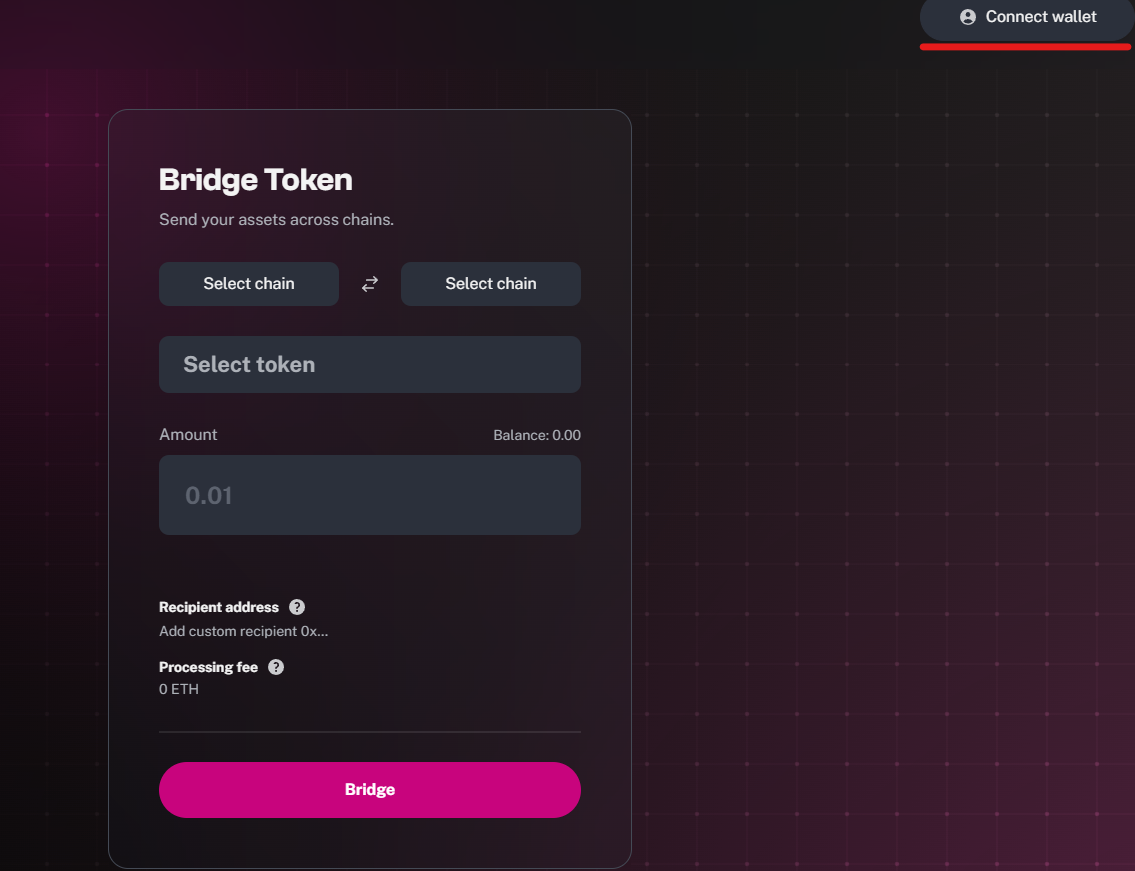 Connect wallet
Bridge Token
Send your assets across chains.
Select chain
Select chain
Select token
Amount
Balance: 0.00
0.01
Recipient address ?
Add custom recipient 0x...
Processing fee ?
0 ETH
Bridge